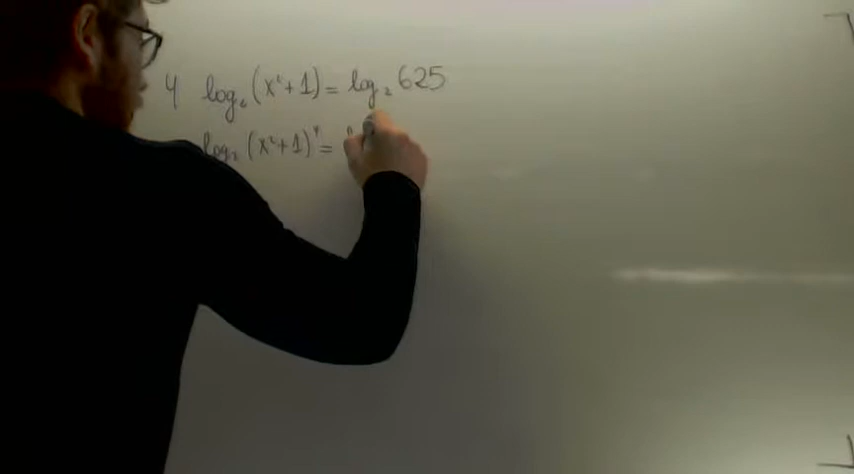 4 log₂(x²+1) = log₂ 625
log₂(x²+1)⁴ =